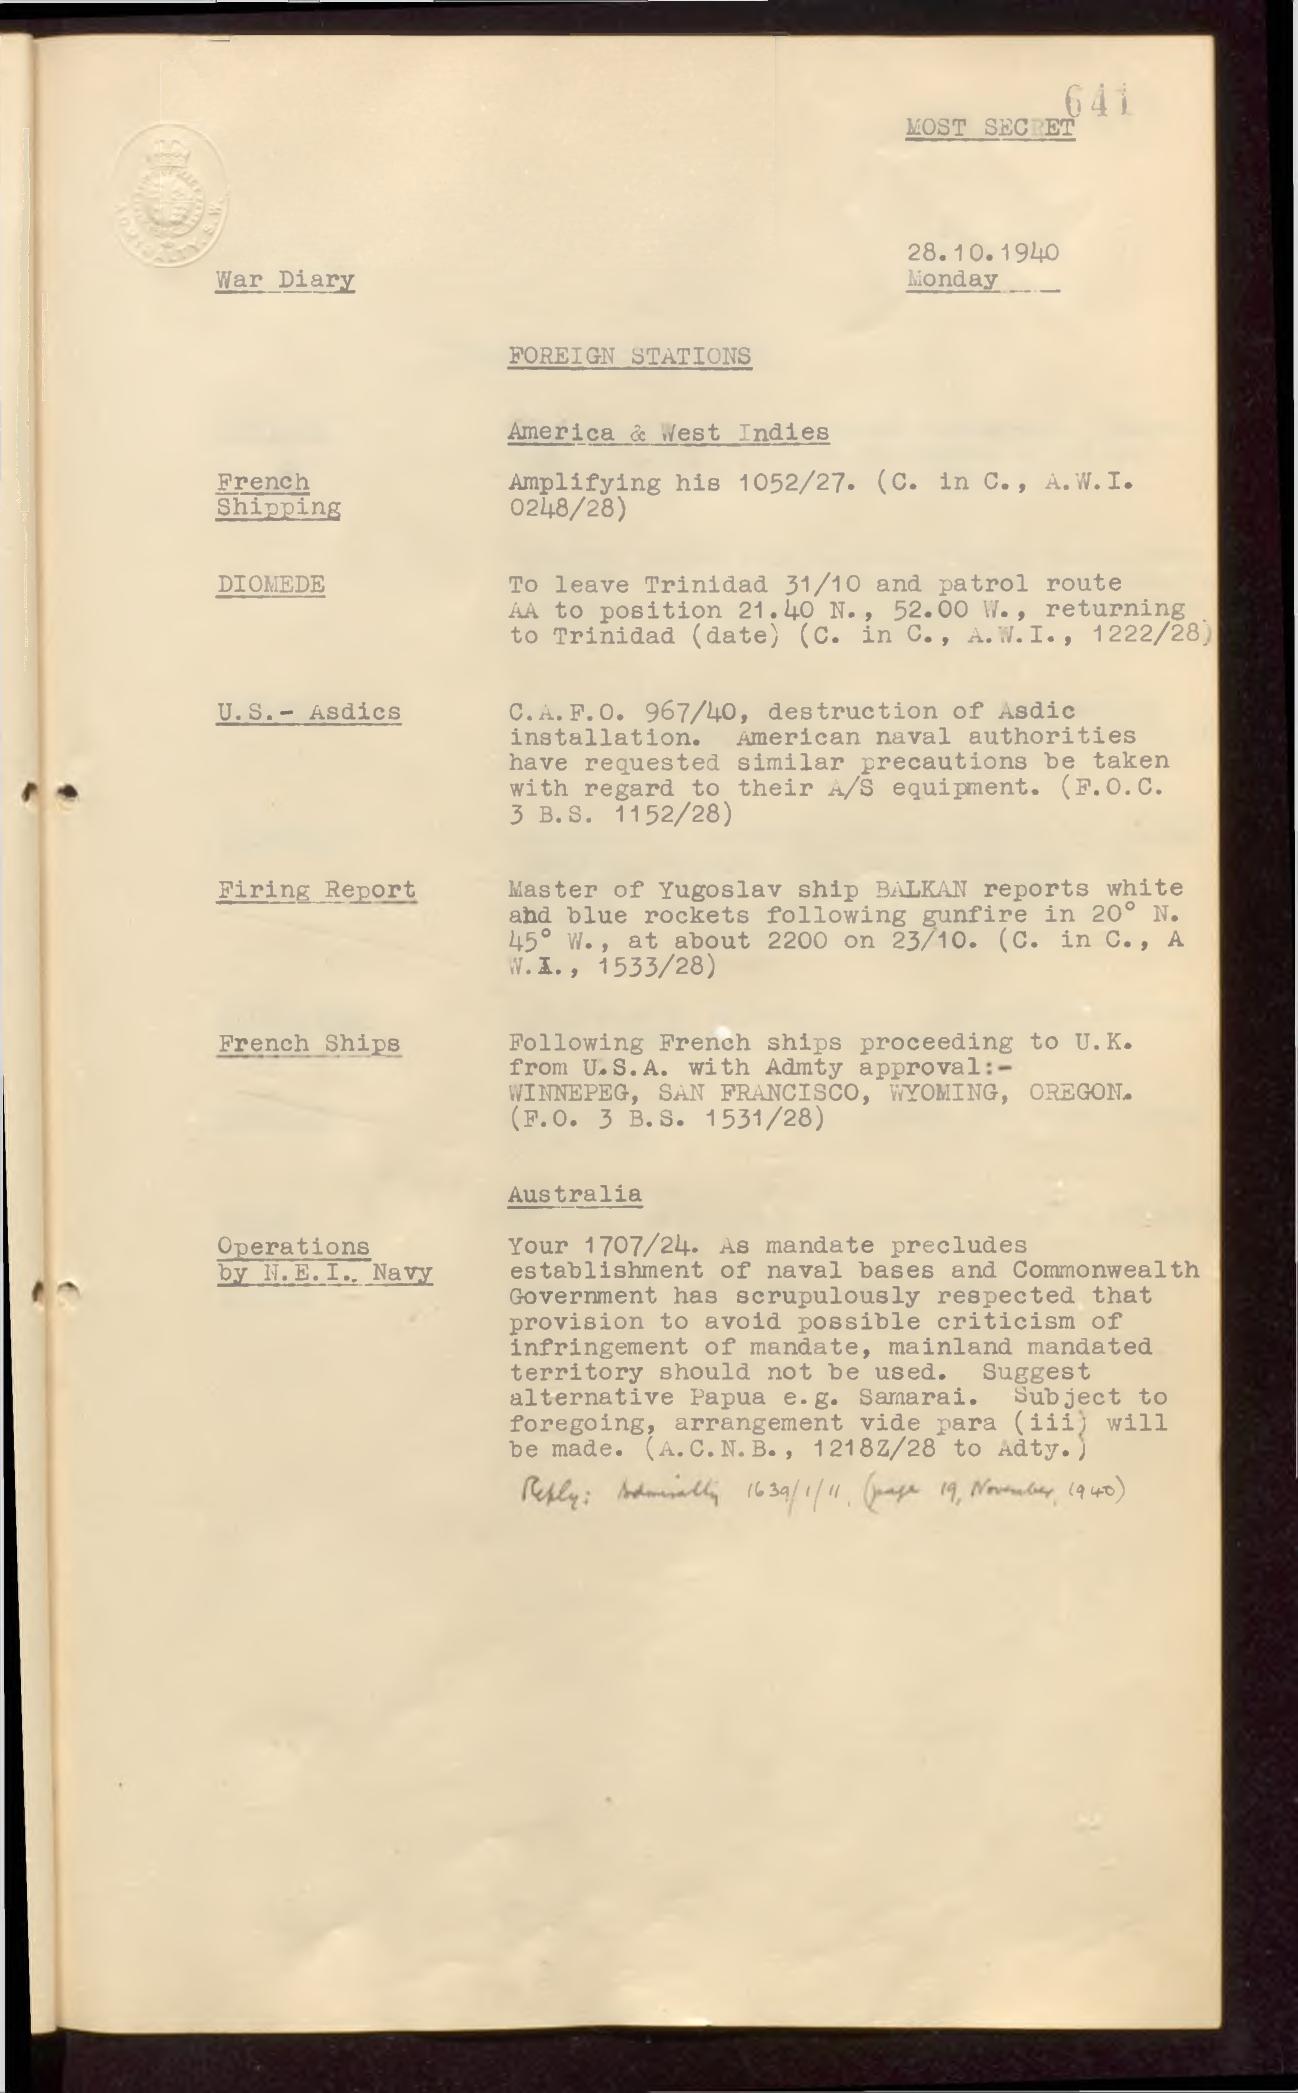 641
MOST SECRET
28.10.1940
War Diary
Monday
FOREIGN STATIONS
America & West Indies
French
Shipping
Amplifying his 1052/27. (C. in C., A.W.I.
0248/28)
DIOMEDE
To leave Trinidad 31/10 and patrol route
AA to position 21.40 N., 52.00 W., returning
to Trinidad (date) (C. in C., A.W.I., 1222/28)
U.S.- Asdics
C.A.F.O. 967/40, destruction of Asdic
installation. American naval authorities
have requested similar precautions be taken
with regard to their A/S equipment. (F.O.C.
3 B.S. 1152/28)
Firing Report
Master of Yugoslav ship BALKAN reports white
and blue rockets following gunfire in 20° N.
45° W., at about 2200 on 23/10. (C. in C., A
W.I., 1533/28)
French Ships
Following French ships proceeding to U.K.
from U.S.A. with Admty approval:-
WINNEPEG, SAN FRANCISCO, WYOMING, OREGON.
(F.O. 3 B.S. 1531/28)
Australia
Operations
by N.E.I. Navy
Your 1707/24. As mandate precludes
establishment of naval bases and Commonwealth
Government has scrupulously respected that
provision to avoid possible criticism of
infringement of mandate, mainland mandated
territory should not be used. Suggest
alternative Papua e.g. Samarai. Subject to
foregoing, arrangement vide para (iii) will
be made. (A.C.N.B., 1218Z/28 to Adty.)
Reply: Admiralty 1639/1/11, (page 19, November, 1940)